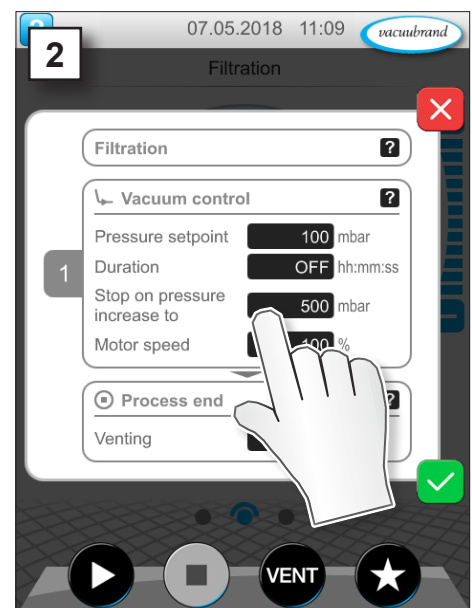 07.05.2018 11:09 vacuubrand
2
Filtration
Filtration ?
Vacuum control ?
1
Pressure setpoint 100 mbar
Duration OFF hh:mm:ss
Stop on pressure
increase to 500 mbar
Motor speed 100 %
Process end ?
Venting
VENT